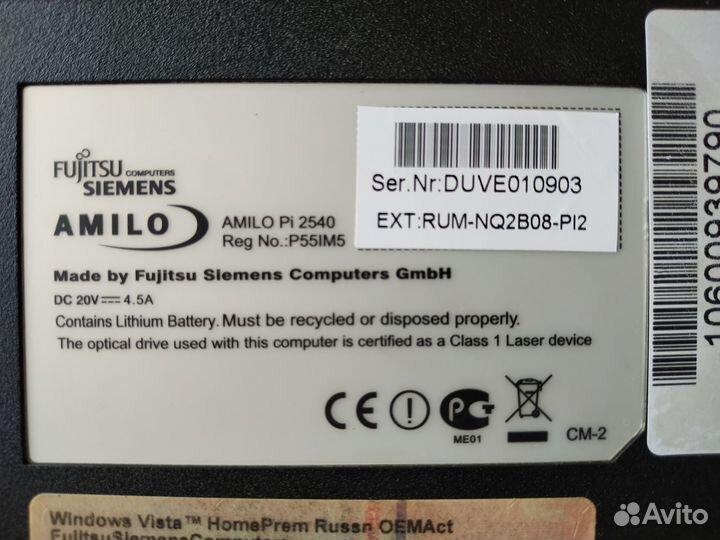 FUJITSU COMPUTERS
SIEMENS
AMILO
AMILO Pi 2540
Reg No.:P55IM5
Ser.Nr:DUVE010903
EXT:RUM-NQ2B08-PI2
Made by Fujitsu Siemens Computers GmbH
DC 20V⎓4.5A
Contains Lithium Battery. Must be recycled or disposed properly.
The optical drive used with this computer is certified as a Class 1 Laser device
CE
ME01
CM-2
10600939790
Windows Vista™ HomePrem Russn OEMAct
FujitsuSiemensComputer
Avito